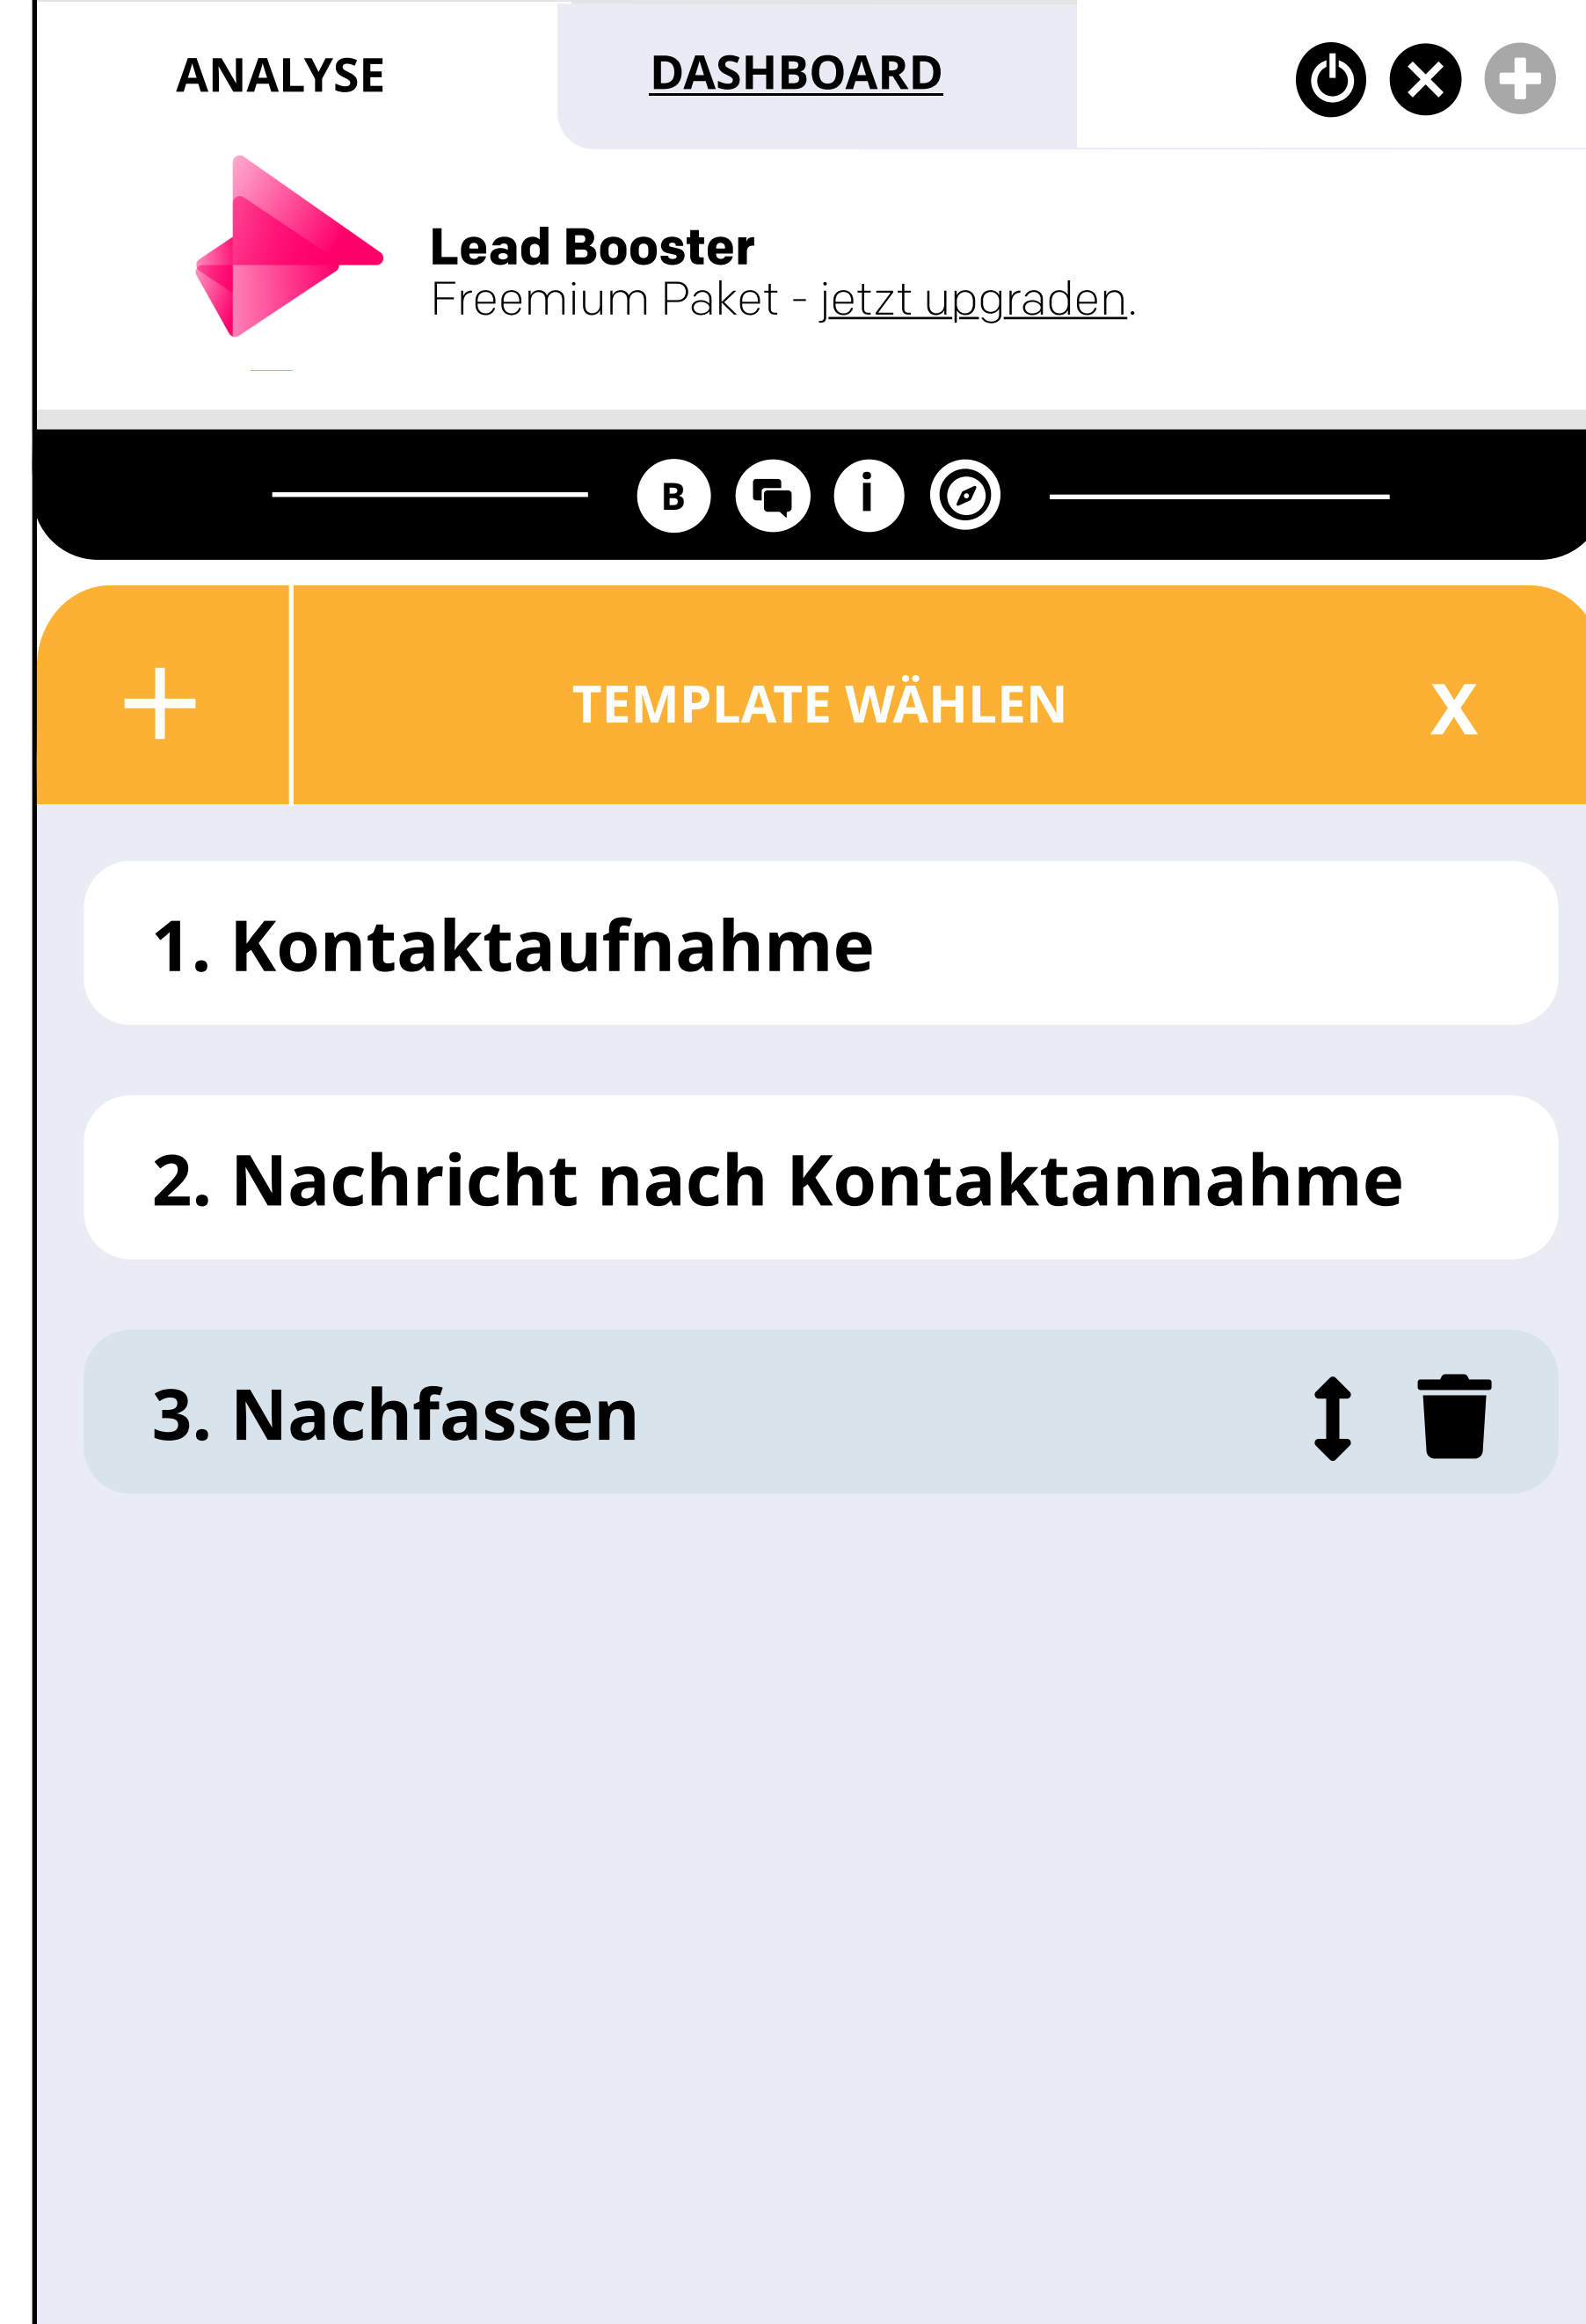 ANALYSE
DASHBOARD
Lead Booster
Freemium Paket - jetzt upgraden.
B
i
TEMPLATE WÄHLEN
X
1. Kontaktaufnahme
2. Nachricht nach Kontaktannahme
3. Nachfassen